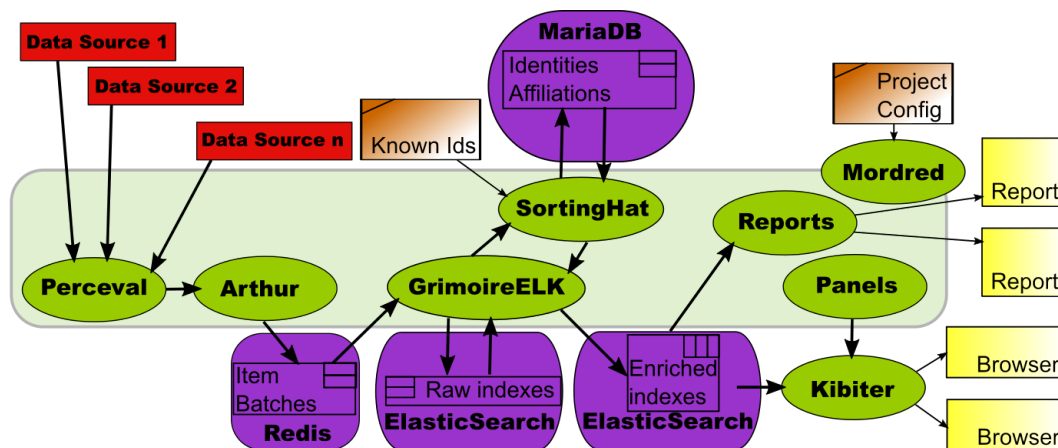 Data Source 1
Data Source 2
Data Source n
Known Ids
MariaDB
Identities
Affiliations
Project
Config
Mordred
Report
SortingHat
Reports
Report
Perceval
Arthur
GrimoireELK
Panels
Item
Batches
Redis
Raw indexes
ElasticSearch
Enriched
indexes
ElasticSearch
Kibiter
Browser
Browser